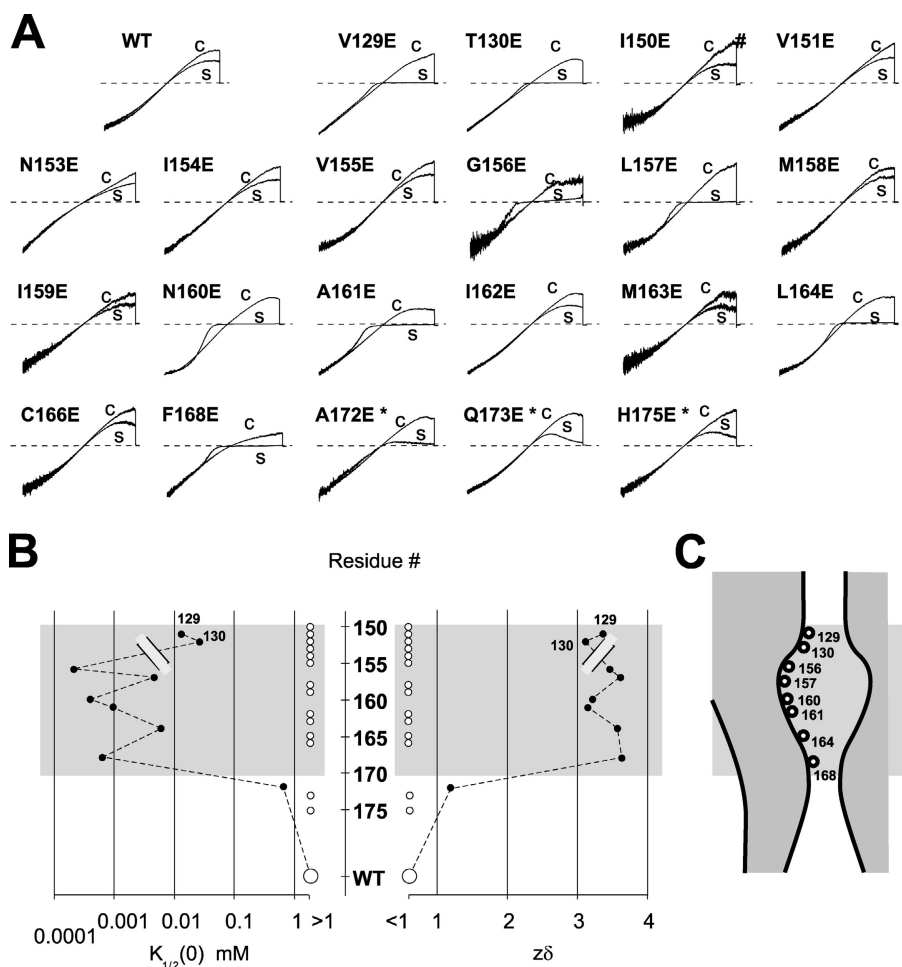 A
WT V129E T130E I150E # V151E
C C C C C
S S S S S
N153E I154E V155E G156E L157E M158E
C C C C C C
S S S S S S
I159E N160E A161E I162E M163E L164E
C C C C C C
S S S S S S
C166E F168E A172E * Q173E * H175E *
C C C C C
S S S S S
B
Residue #
C
129
130
129
130
150
155
160
165
170
175
WT
129
130
156
157
160
161
164
168
0.0001 0.001 0.01 0.1 1 >1
K1/2(0) mM
<1 1 2 3 4
zδ